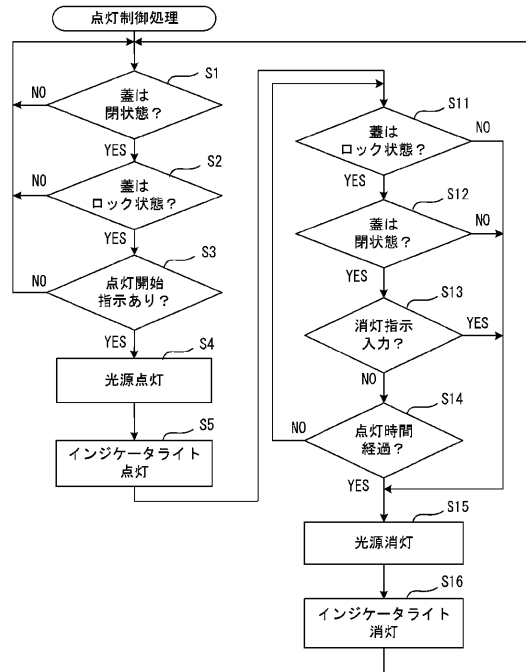 点灯制御処理
S1
蓋は
閉状態？
NO
YES
S2
蓋は
ロック状態？
NO
YES
S3
点灯開始
指示あり？
NO
YES
S4
光源点灯
S5
インジケータライト
点灯
S11
蓋は
ロック状態？
NO
YES
S12
蓋は
閉状態？
NO
YES
S13
消灯指示
入力？
YES
NO
S14
点灯時間
経過？
NO
YES
S15
光源消灯
S16
インジケータライト
消灯